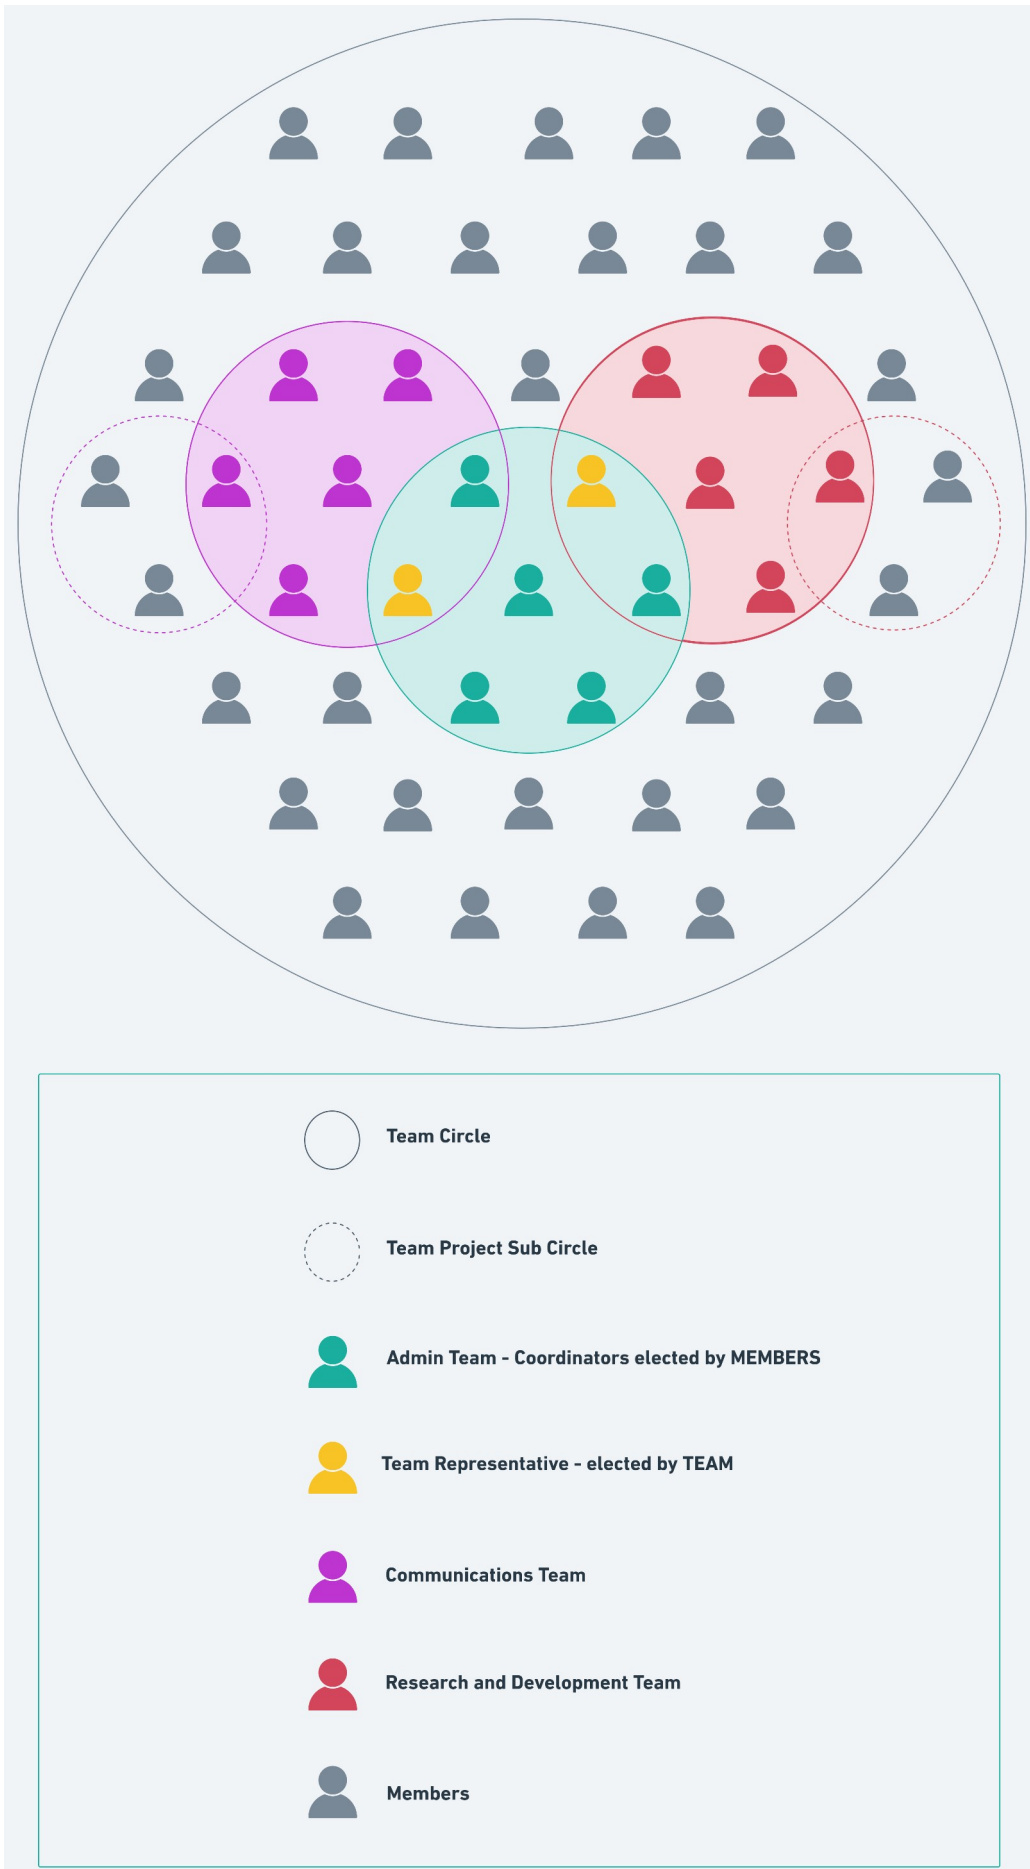 Team Circle
Team Project Sub Circle
Admin Team - Coordinators elected by MEMBERS
Team Representative - elected by TEAM
Communications Team
Research and Development Team
Members